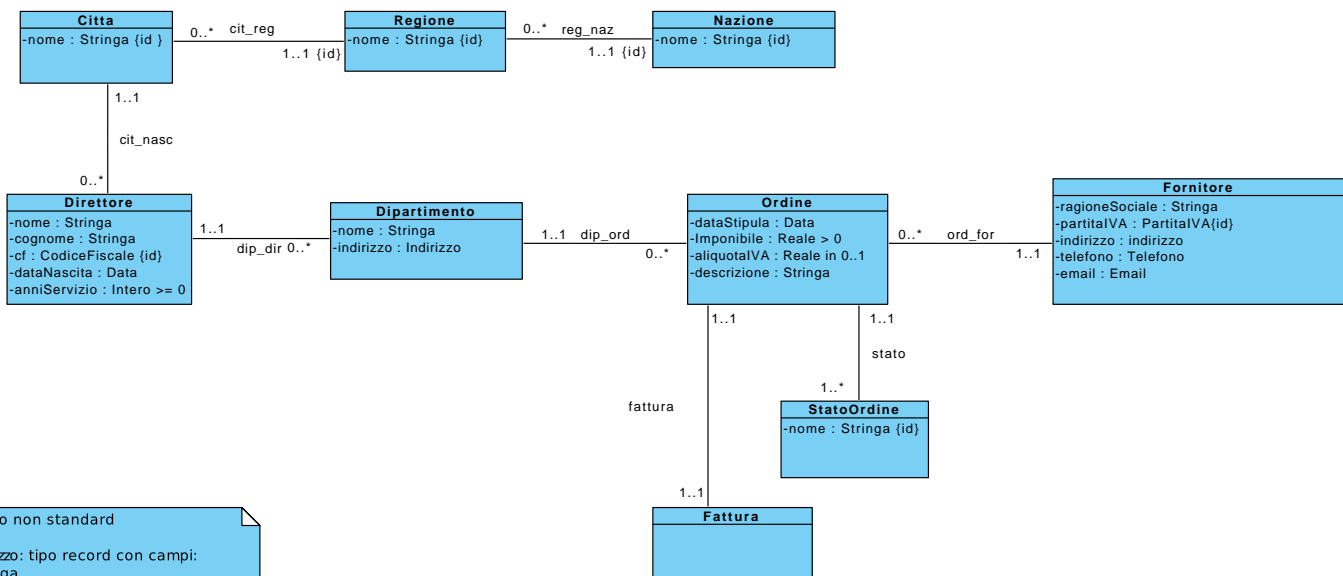 Citta
-nome : Stringa {id }
0..* cit_reg
1..1 {id}
Regione
-nome : Stringa {id}
0..* reg_naz
1..1 {id}
Nazione
-nome : Stringa {id}
1..1
cit_nasc
0..*
Direttore
-nome : Stringa
-cognome : Stringa
-cf : CodiceFiscale {id}
-dataNascita : Data
-anniServizio : Intero >= 0
1..1
dip_dir 0..*
Dipartimento
-nome : Stringa
-indirizzo : Indirizzo
1..1 dip_ord
0..*
Ordine
-dataStipula : Data
-Imponibile : Reale > 0
-aliquotaIVA : Reale in 0..1
-descrizione : Stringa
0..* ord_for
1..1
Fornitore
-ragioneSociale : Stringa
-partitaIVA : PartitaIVA{id}
-indirizzo : indirizzo
-telefono : Telefono
-email : Email
1..1
1..1
stato
1..*
fattura
StatoOrdine
-nome : Stringa {id}
1..1
Fattura
o non standard
zzo: tipo record con campi: